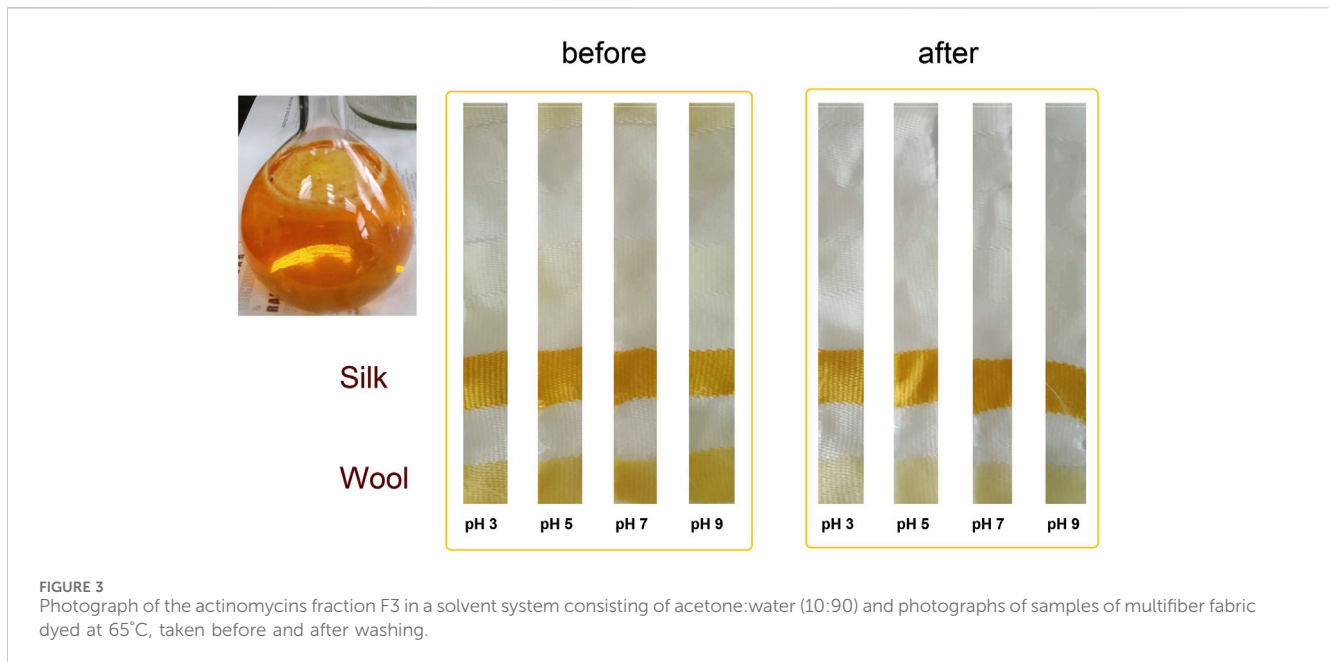 before
after
Silk
Wool
pH 3
pH 5
pH 7
pH 9
pH 3
pH 5
pH 7
pH 9
FIGURE 3
Photograph of the actinomycins fraction F3 in a solvent system consisting of acetone:water (10:90) and photographs of samples of multifiber fabric
dyed at 65°C, taken before and after washing.